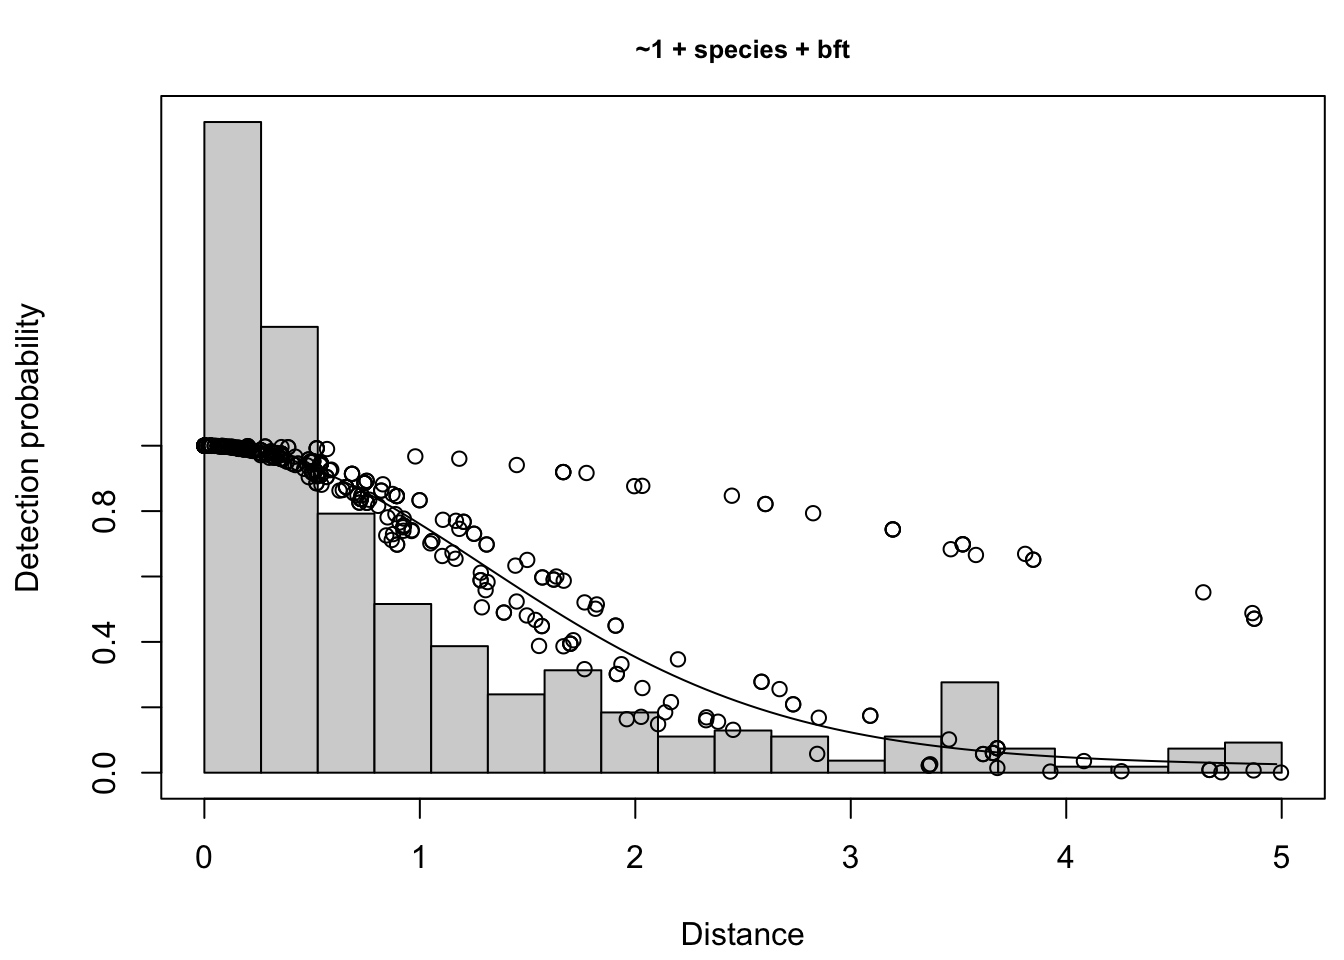 ~1 + species + bft
Detection probability
0.8
0.4
0.0
0 1 2 3 4 5
Distance